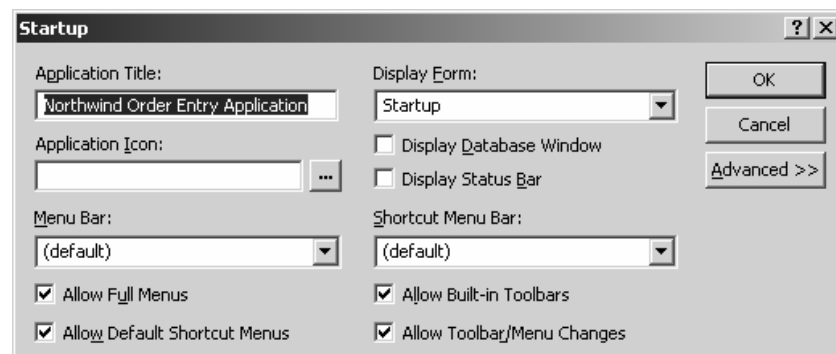 Startup
Application Title:
Northwind Order Entry Application
Application Icon:
...
Menu Bar:
(default)
Allow Full Menus
Allow Default Shortcut Menus
Display Form:
Startup
Display Database Window
Display Status Bar
Shortcut Menu Bar:
(default)
Allow Built-in Toolbars
Allow Toolbar/Menu Changes
OK
Cancel
Advanced >>